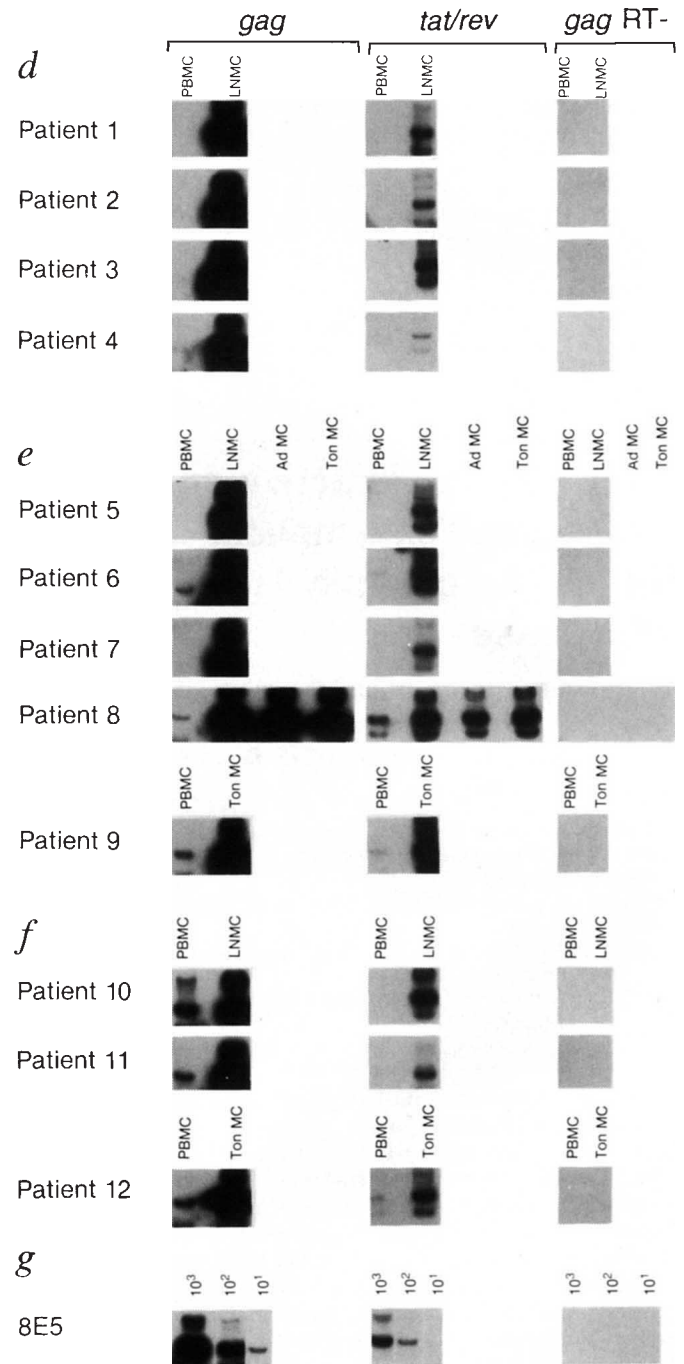 gag tat/rev gag RT-
d PBMC LNMC PBMC LNMC PBMC LNMC
Patient 1
Patient 2
Patient 3
Patient 4
e PBMC LNMC Ad MC Ton MC PBMC LNMC Ad MC Ton MC PBMC LNMC Ad MC Ton MC
Patient 5
Patient 6
Patient 7
Patient 8
PBMC Ton MC PBMC Ton MC PBMC Ton MC
Patient 9
f PBMC LNMC PBMC LNMC PBMC LNMC
Patient 10
Patient 11
PBMC Ton MC PBMC Ton MC PBMC Ton MC
Patient 12
g 10³ 10² 10¹ 10³ 10² 10¹ 10³ 10² 10¹
8E5